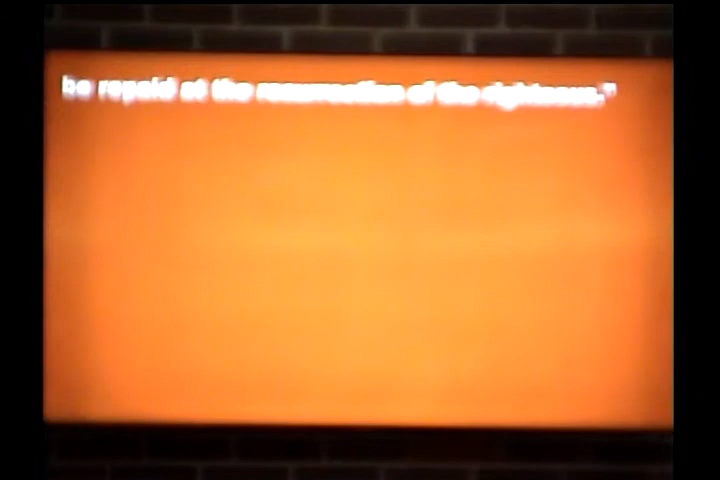 be repaid at the resurrection of the righteous."